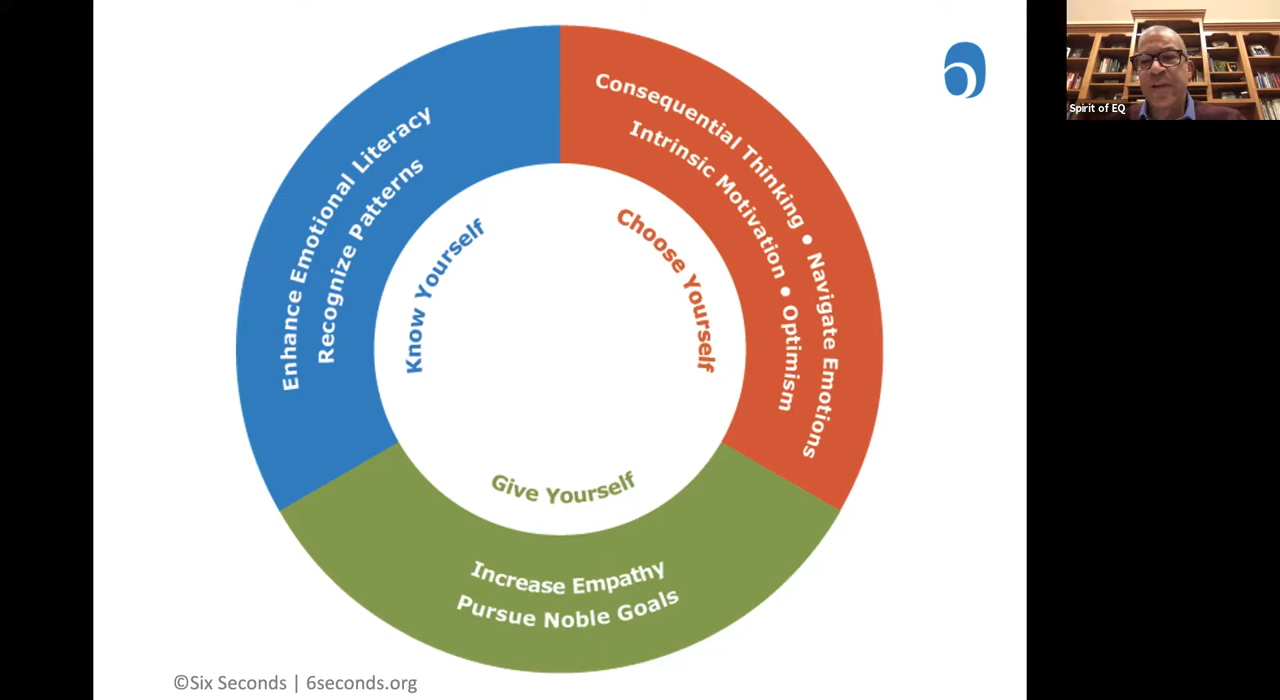 Enhance Emotional Literacy
Recognize Patterns
Know Yourself
Consequential Thinking • Navigate Emotions
Intrinsic Motivation • Optimism
Choose Yourself
Give Yourself
Increase Empathy
Pursue Noble Goals
©Six Seconds | 6seconds.org
6
Spirit of EQ